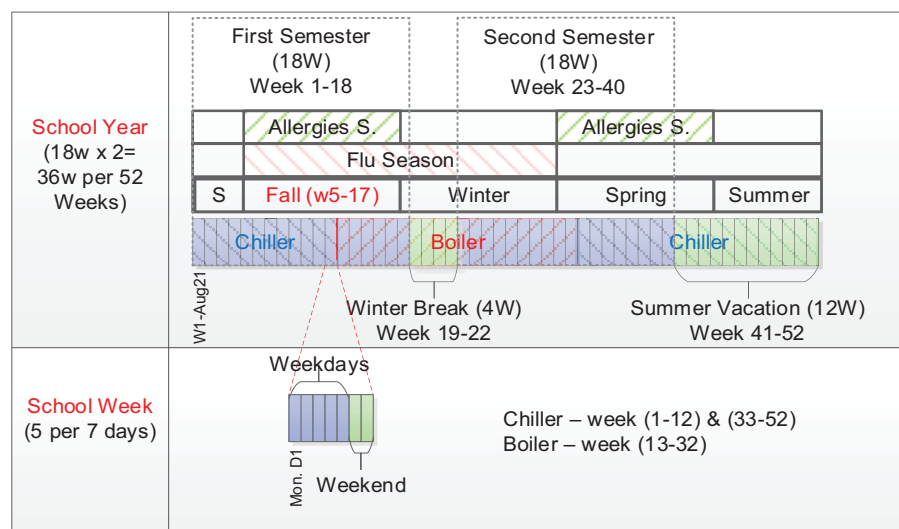 First Semester
(18W)
Week 1-18
Second Semester
(18W)
Week 23-40
School Year
(18w x 2=
36w per 52
Weeks)
Allergies S.
Allergies S.
Flu Season
S
Fall (w5-17)
Winter
Spring
Summer
Chiller
Boiler
Chiller
W1-Aug21
Winter Break (4W)
Week 19-22
Summer Vacation (12W)
Week 41-52
School Week
(5 per 7 days)
Weekdays
Mon. D1
Weekend
Chiller – week (1-12) & (33-52)
Boiler – week (13-32)